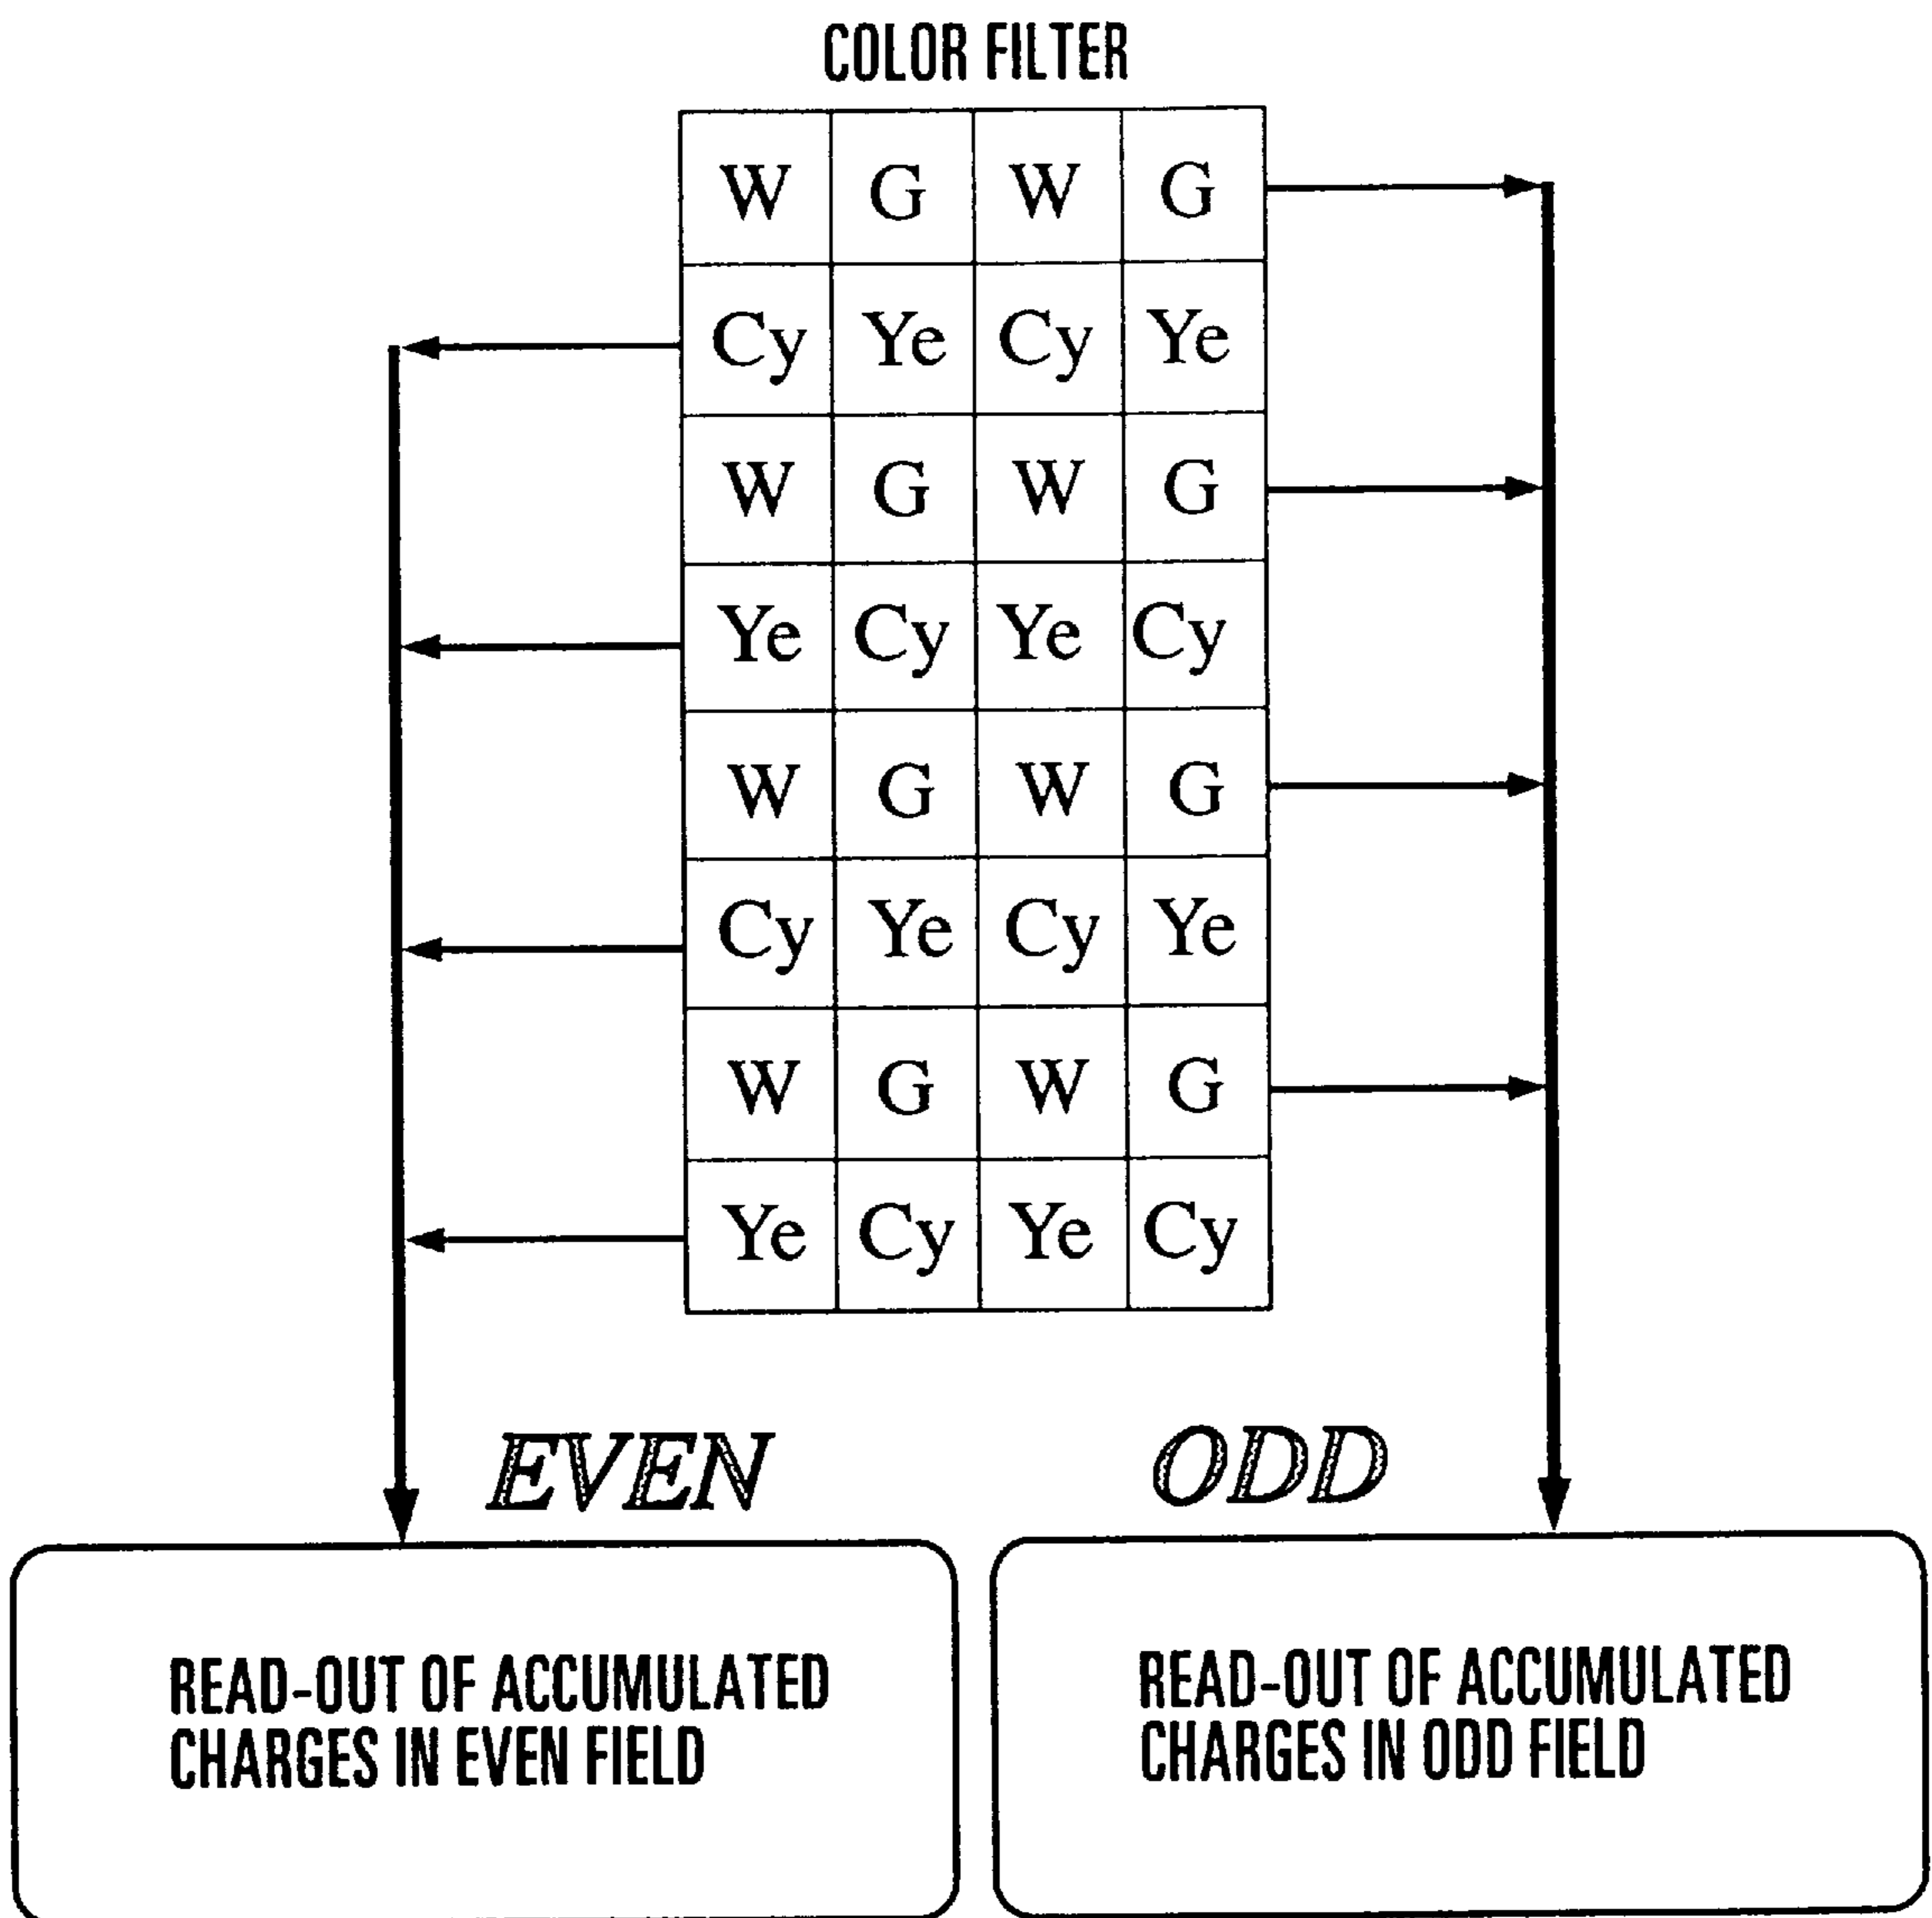 COLOR FILTER
W G W G
Cy Ye Cy Ye
W G W G
Ye Cy Ye Cy
W G W G
Cy Ye Cy Ye
W G W G
Ye Cy Ye Cy
EVEN
ODD
READ-OUT OF ACCUMULATED
CHARGES IN EVEN FIELD
READ-OUT OF ACCUMULATED
CHARGES IN ODD FIELD